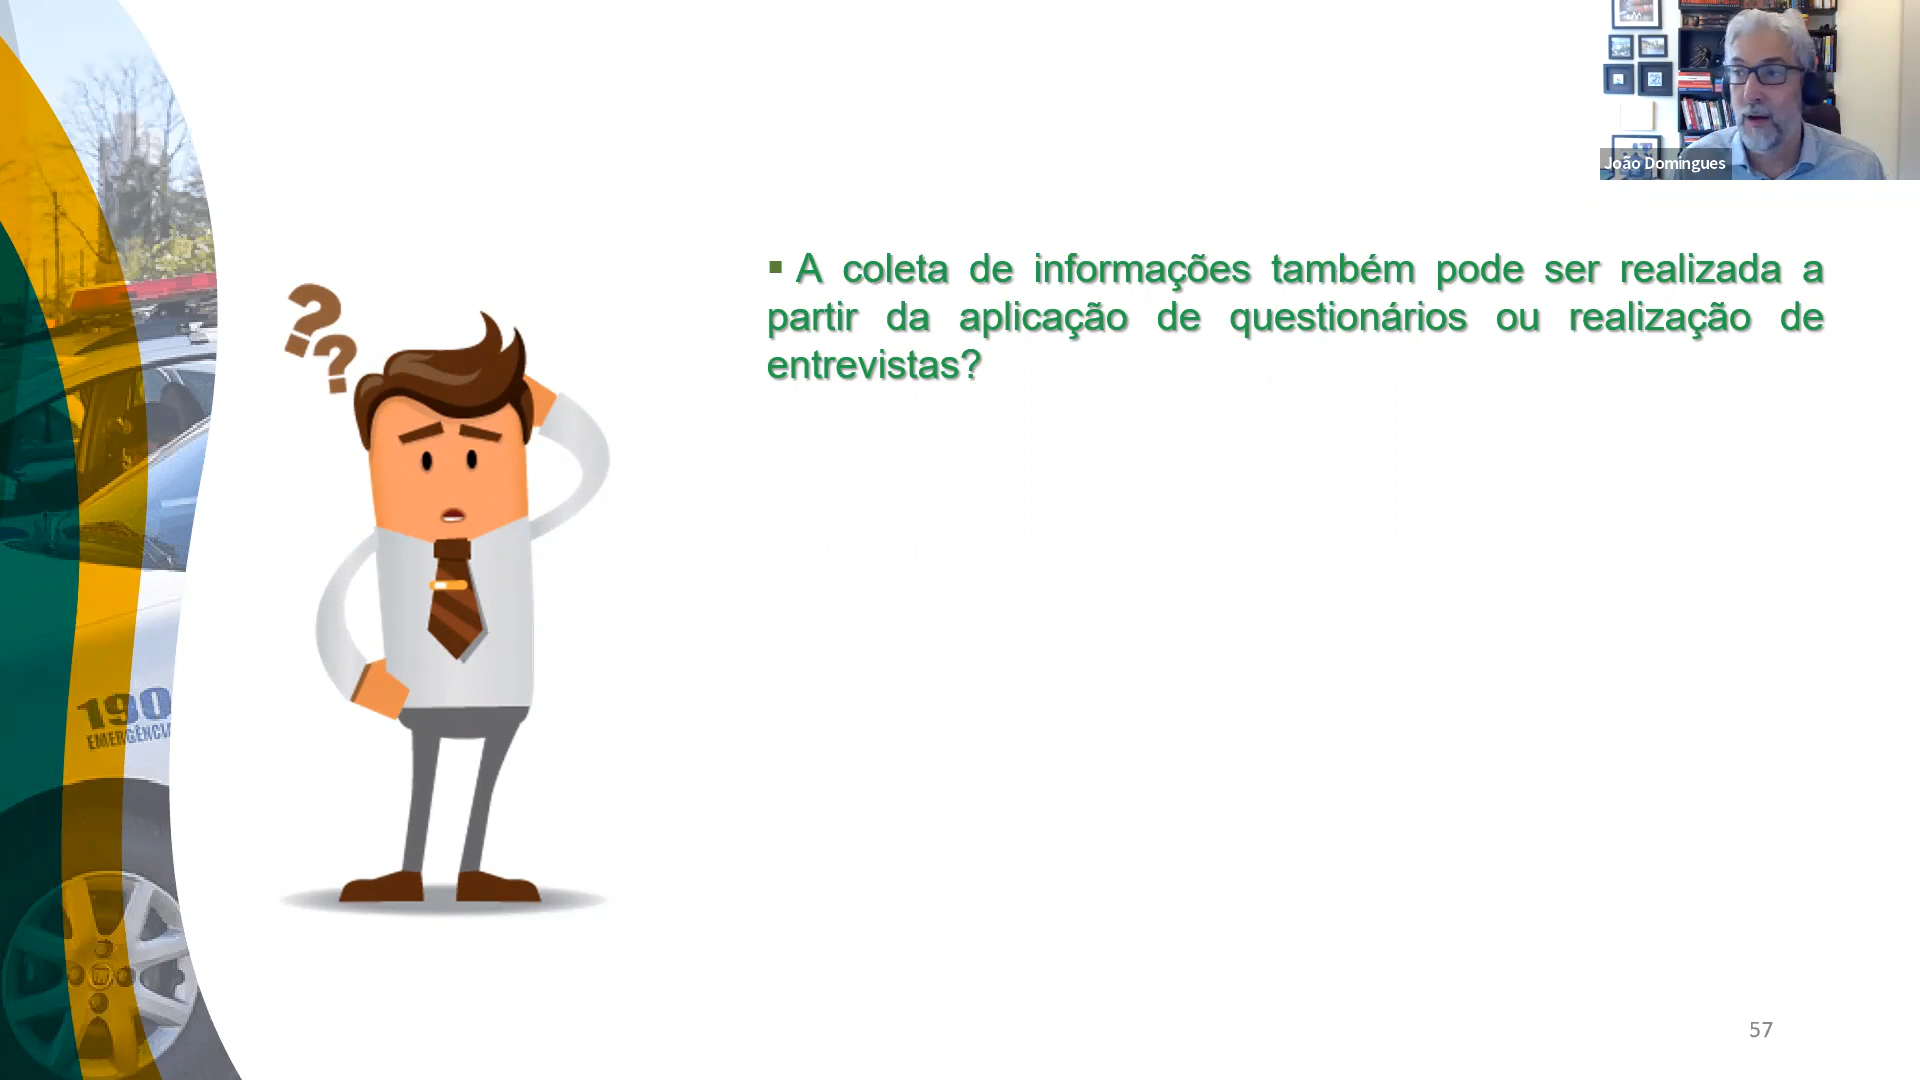 João Domingues
▪ A coleta de informações também pode ser realizada a
partir da aplicação de questionários ou realização de
entrevistas?
??
190
EMERGÊNCIA
57